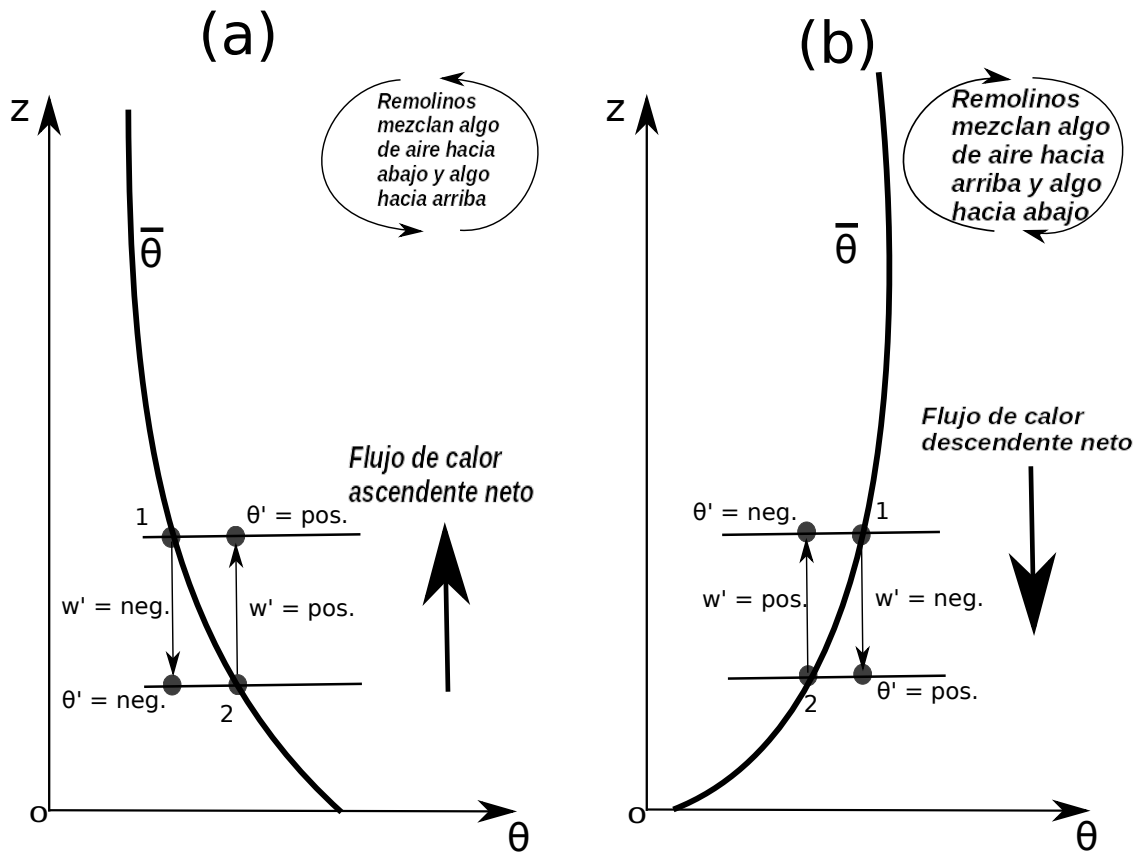 (a)
z
Remolinos
mezclan algo
de aire hacia
abajo y algo
hacia arriba
θ̅
Flujo de calor
ascendente neto
1
θ' = pos.
w' = neg.
w' = pos.
θ' = neg.
2
o
θ
(b)
z
Remolinos
mezclan algo
de aire hacia
arriba y algo
hacia abajo
θ̅
Flujo de calor
descendente neto
θ' = neg.
1
w' = pos.
w' = neg.
θ' = pos.
2
o
θ